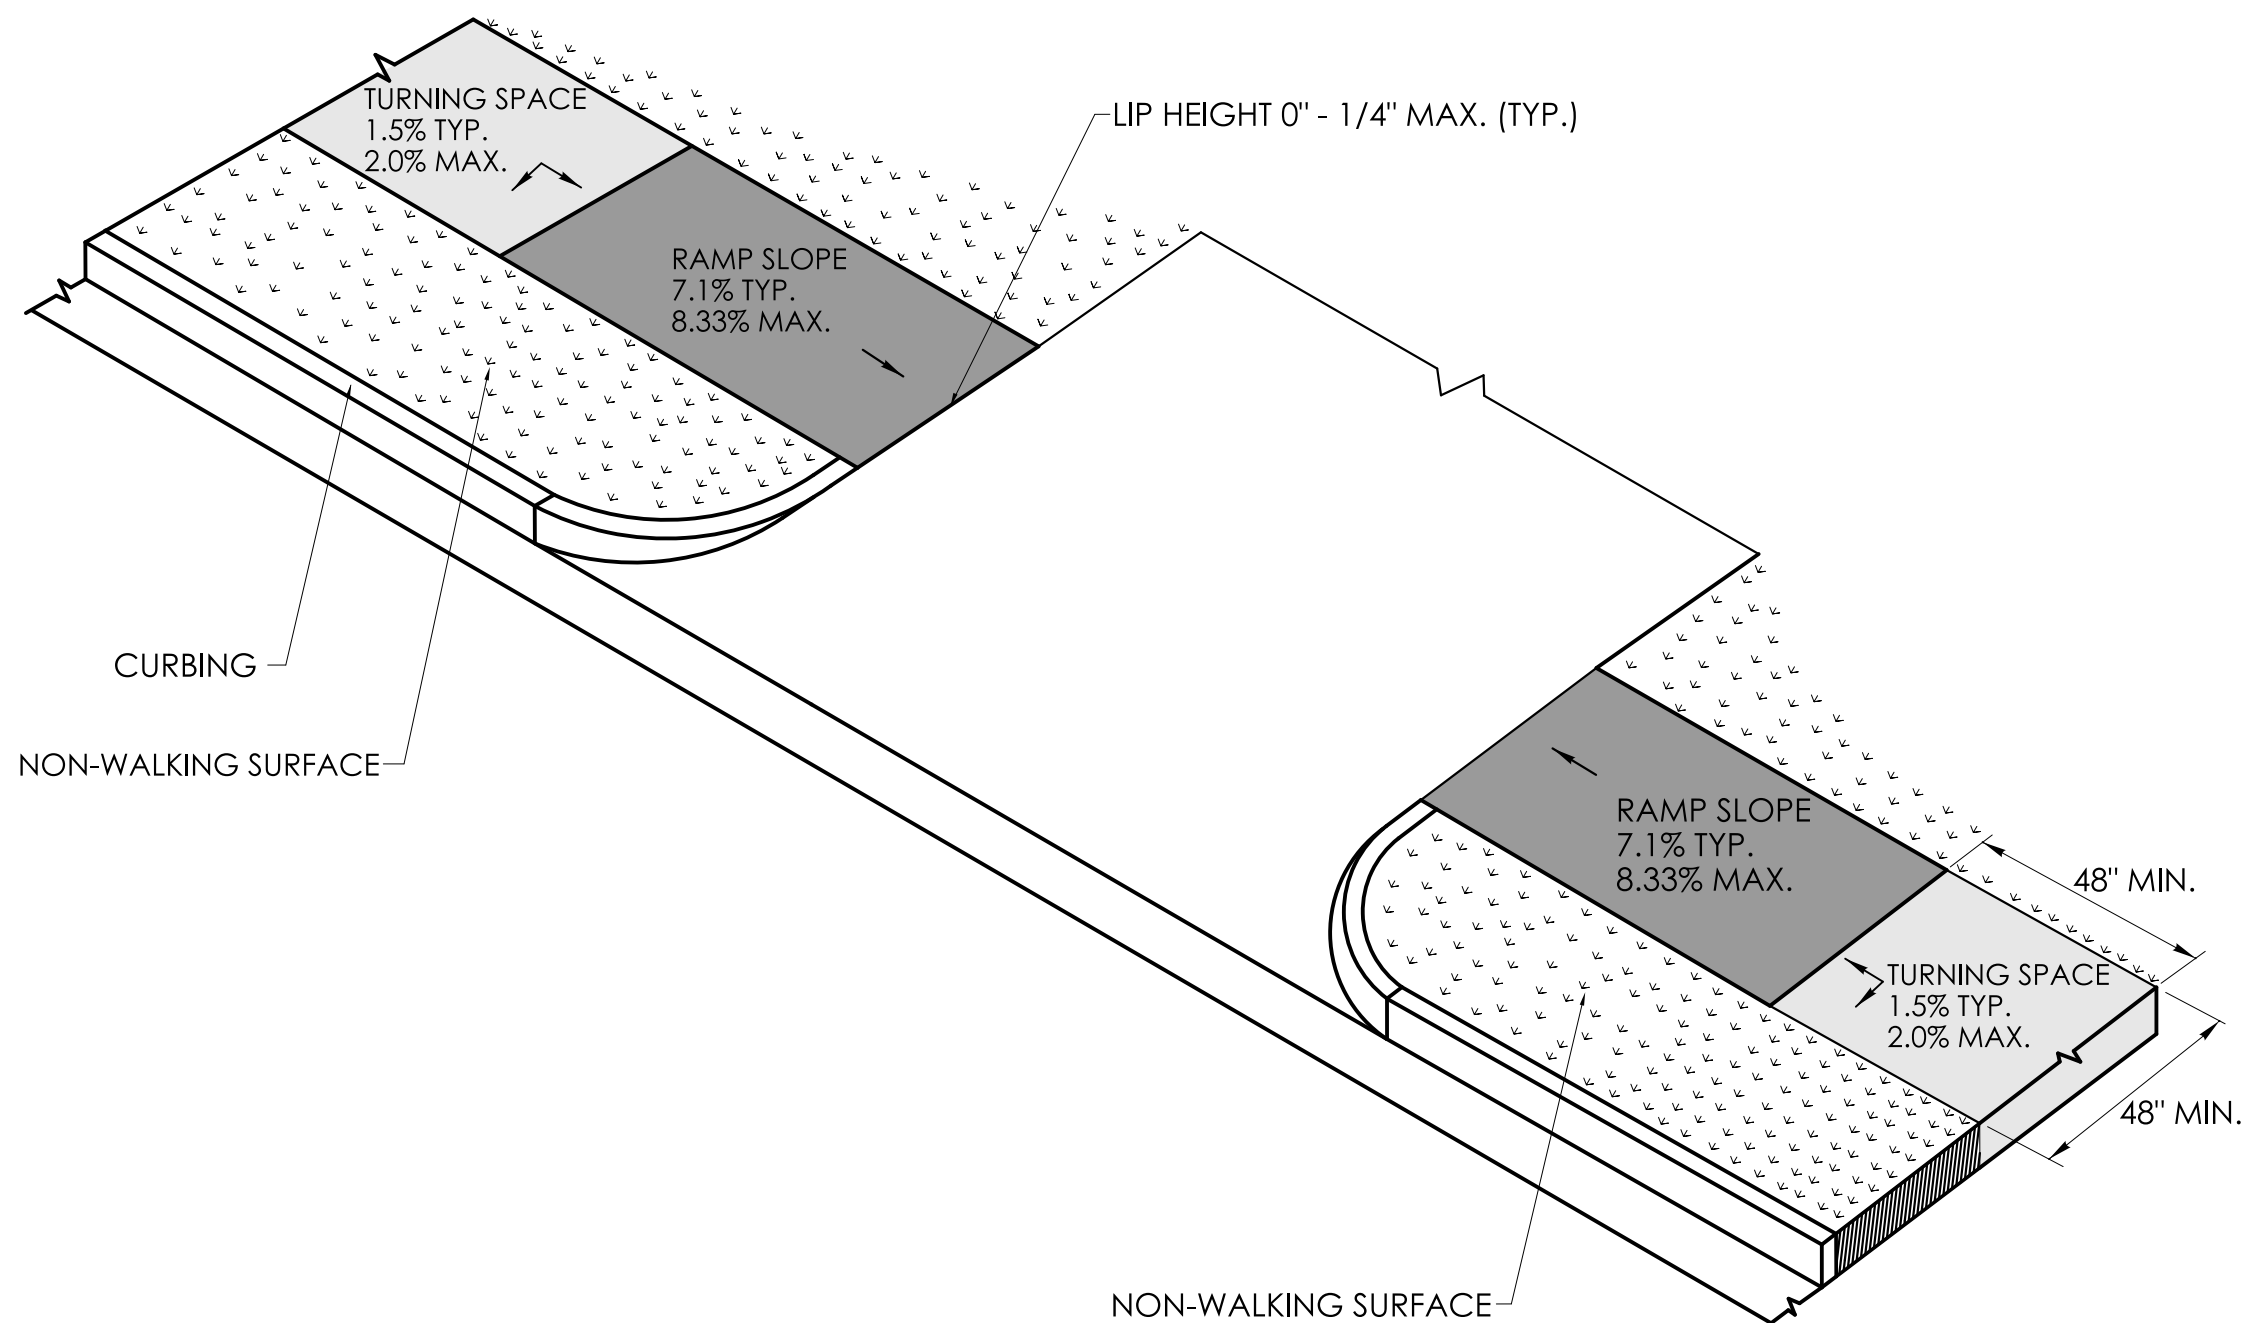 TURNING SPACE
1.5% TYP.
2.0% MAX.
LIP HEIGHT 0" - 1/4" MAX. (TYP.)
RAMP SLOPE
7.1% TYP.
8.33% MAX.
CURBING
NON-WALKING SURFACE
RAMP SLOPE
7.1% TYP.
8.33% MAX.
48" MIN.
TURNING SPACE
1.5% TYP.
2.0% MAX.
48" MIN.
NON-WALKING SURFACE